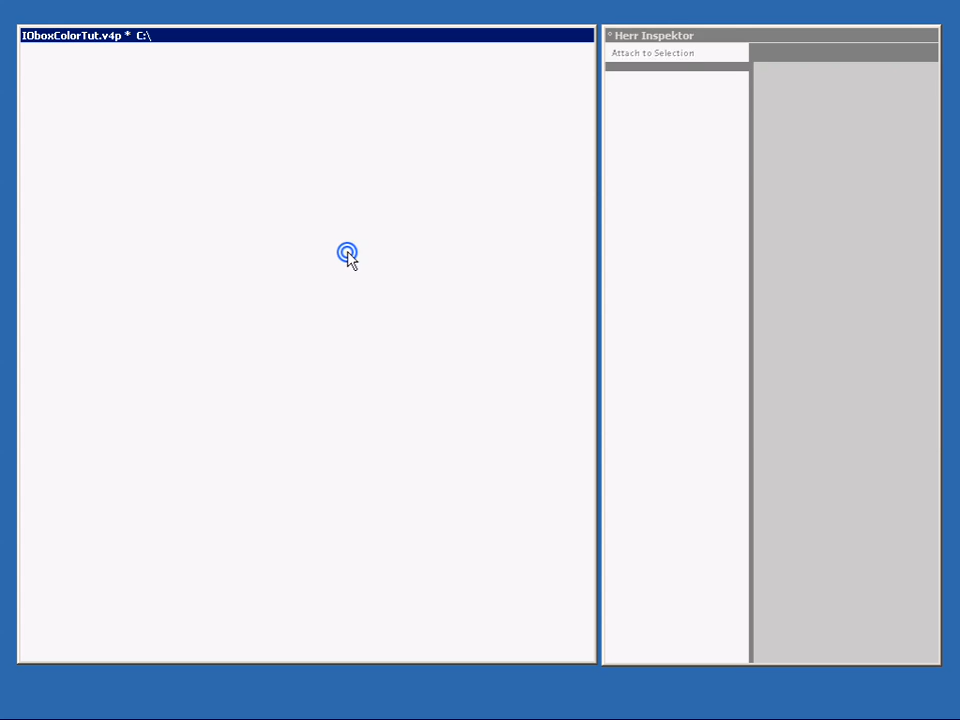 IOboxColorTut.v4p * C:\
° Herr Inspektor
Attach to Selection